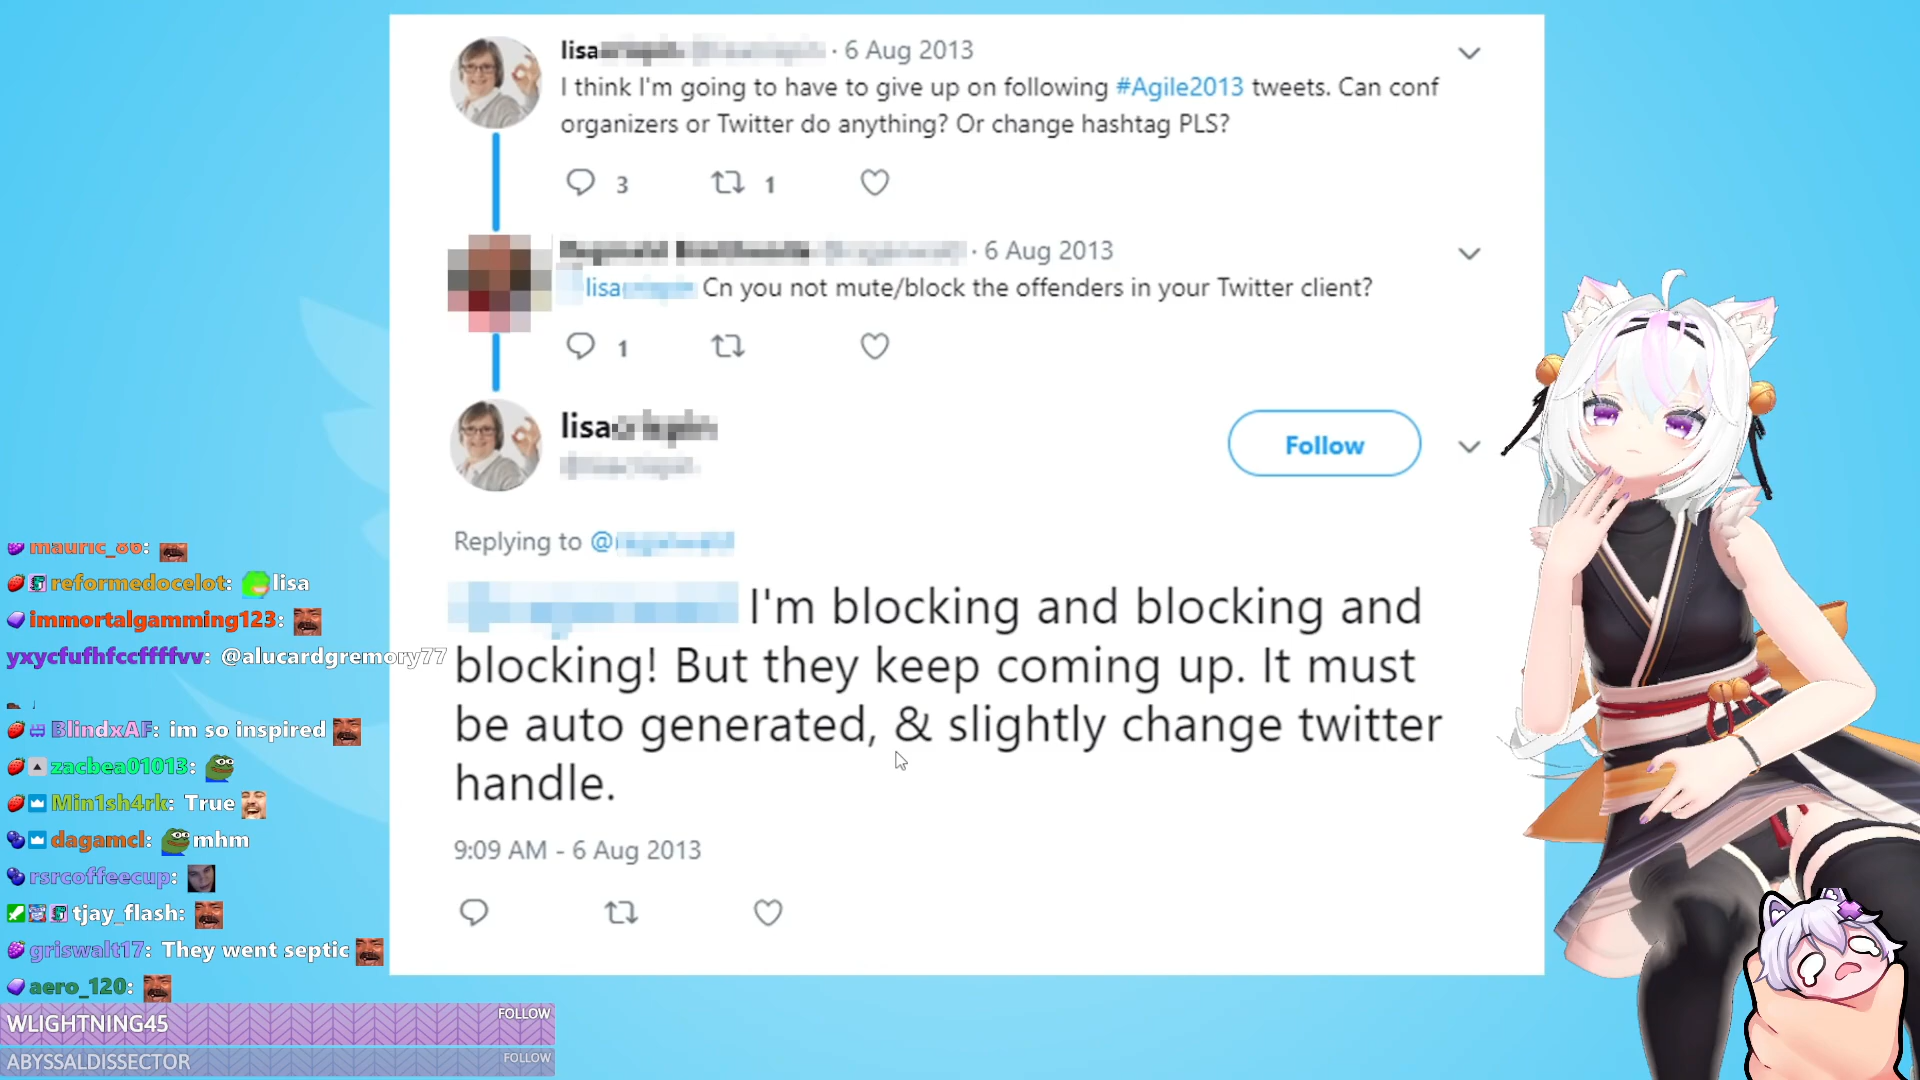 lisa · 6 Aug 2013
I think I'm going to have to give up on following #Agile2013 tweets. Can conf
organizers or Twitter do anything? Or change hashtag PLS?
3 1
· 6 Aug 2013
lisa Cn you not mute/block the offenders in your Twitter client?
1
lisa
Follow
Replying to @
I'm blocking and blocking and
blocking! But they keep coming up. It must
be auto generated, & slightly change twitter
handle.
9:09 AM - 6 Aug 2013
mauric_86:
reformedocelot: lisa
immortalgamming123:
yxycfufhfccffffvv: @alucardgremory77
BlindxAF: im so inspired
zacbea01013:
Min1sh4rk: True
dagamcl: mhm
rsrcoffeecup:
tjay_flash:
griswalt17: They went septic
aero_120:
WLIGHTNING45 FOLLOW
ABYSSALDISSECTOR FOLLOW